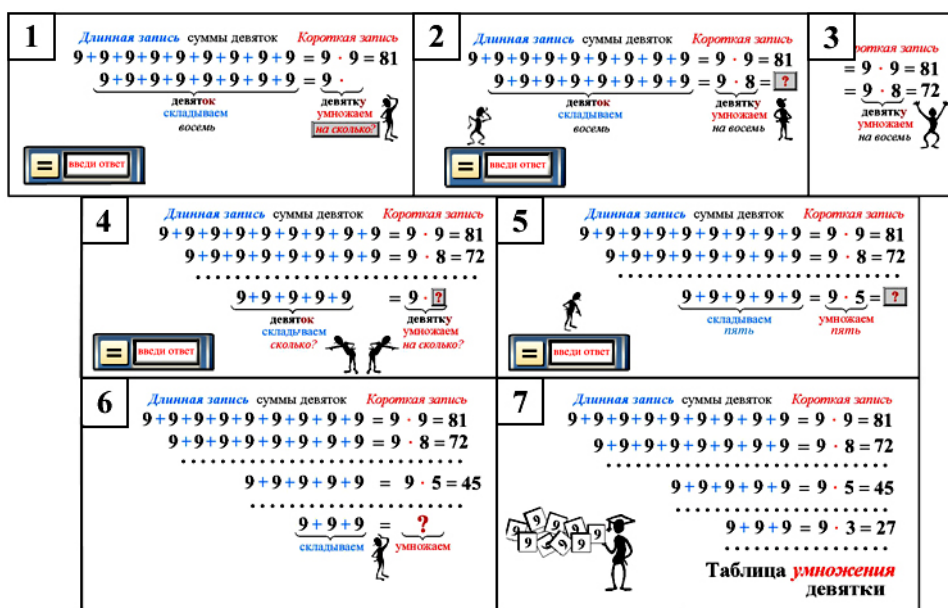 1
Длинная запись суммы девяток Короткая запись
9+9+9+9+9+9+9+9+9 = 9 · 9 = 81
9+9+9+9+9+9+9+9 = 9 ·
девяток девятку
складываем умножаем
восемь на сколько?
= введи ответ
2
Длинная запись суммы девяток Короткая запись
9+9+9+9+9+9+9+9+9 = 9 · 9 = 81
9+9+9+9+9+9+9+9 = 9 · 8 = ?
девяток девятку
складываем умножаем
восемь на восемь
= введи ответ
3
ороткая запись
= 9 · 9 = 81
= 9 · 8 = 72
девятку
умножаем
на восемь
4
Длинная запись суммы девяток Короткая запись
9+9+9+9+9+9+9+9+9 = 9 · 9 = 81
9+9+9+9+9+9+9+9 = 9 · 8 = 72
9+9+9+9+9 = 9 · ?
девяток девятку
складываем умножаем
сколько? на сколько?
= введи ответ
5
Длинная запись суммы девяток Короткая запись
9+9+9+9+9+9+9+9+9 = 9 · 9 = 81
9+9+9+9+9+9+9+9 = 9 · 8 = 72
9+9+9+9+9 = 9 · 5 = ?
складываем умножаем
пять пять
= введи ответ
6
Длинная запись суммы девяток Короткая запись
9+9+9+9+9+9+9+9+9 = 9 · 9 = 81
9+9+9+9+9+9+9+9 = 9 · 8 = 72
9+9+9+9+9 = 9 · 5 = 45
9+9+9 = ?
складываем умножаем
7
Длинная запись суммы девяток Короткая запись
9+9+9+9+9+9+9+9+9 = 9 · 9 = 81
9+9+9+9+9+9+9+9 = 9 · 8 = 72
9+9+9+9+9 = 9 · 5 = 45
9+9+9 = 9 · 3 = 27
Таблица умножения
девятки